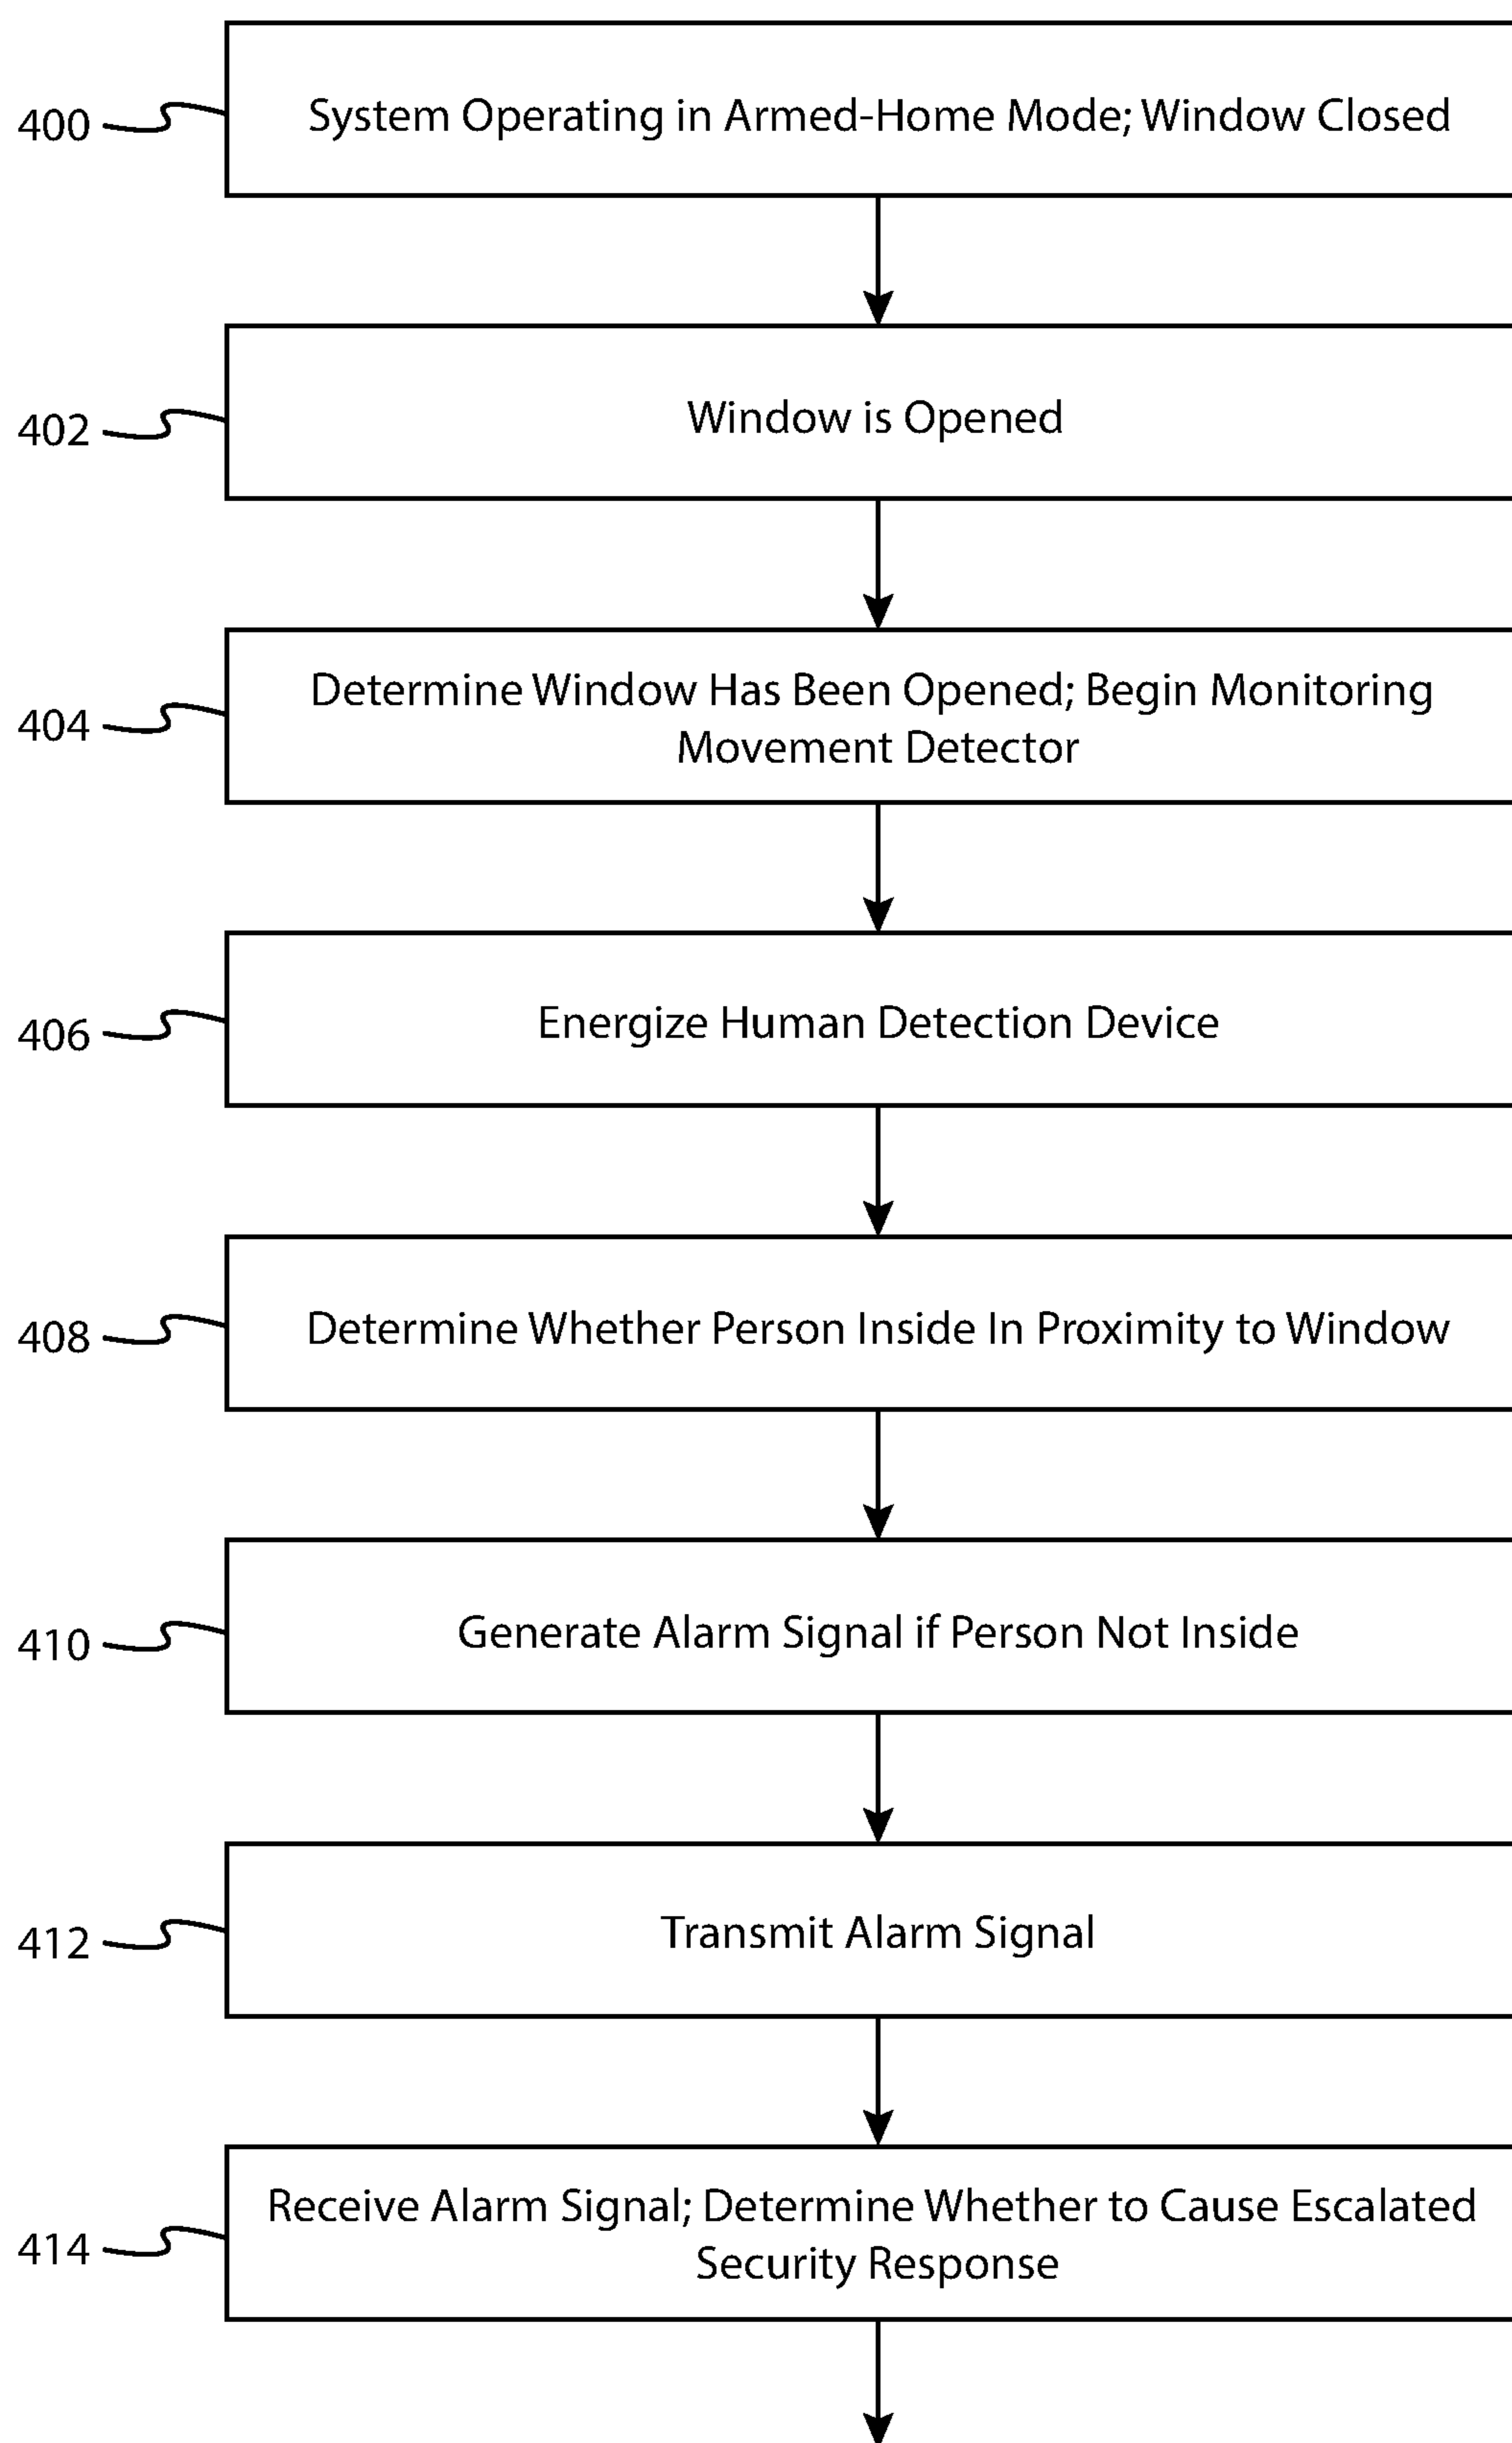 400
System Operating in Armed-Home Mode; Window Closed
402
Window is Opened
404
Determine Window Has Been Opened; Begin Monitoring
Movement Detector
406
Energize Human Detection Device
408
Determine Whether Person Inside In Proximity to Window
410
Generate Alarm Signal if Person Not Inside
412
Transmit Alarm Signal
414
Receive Alarm Signal; Determine Whether to Cause Escalated
Security Response